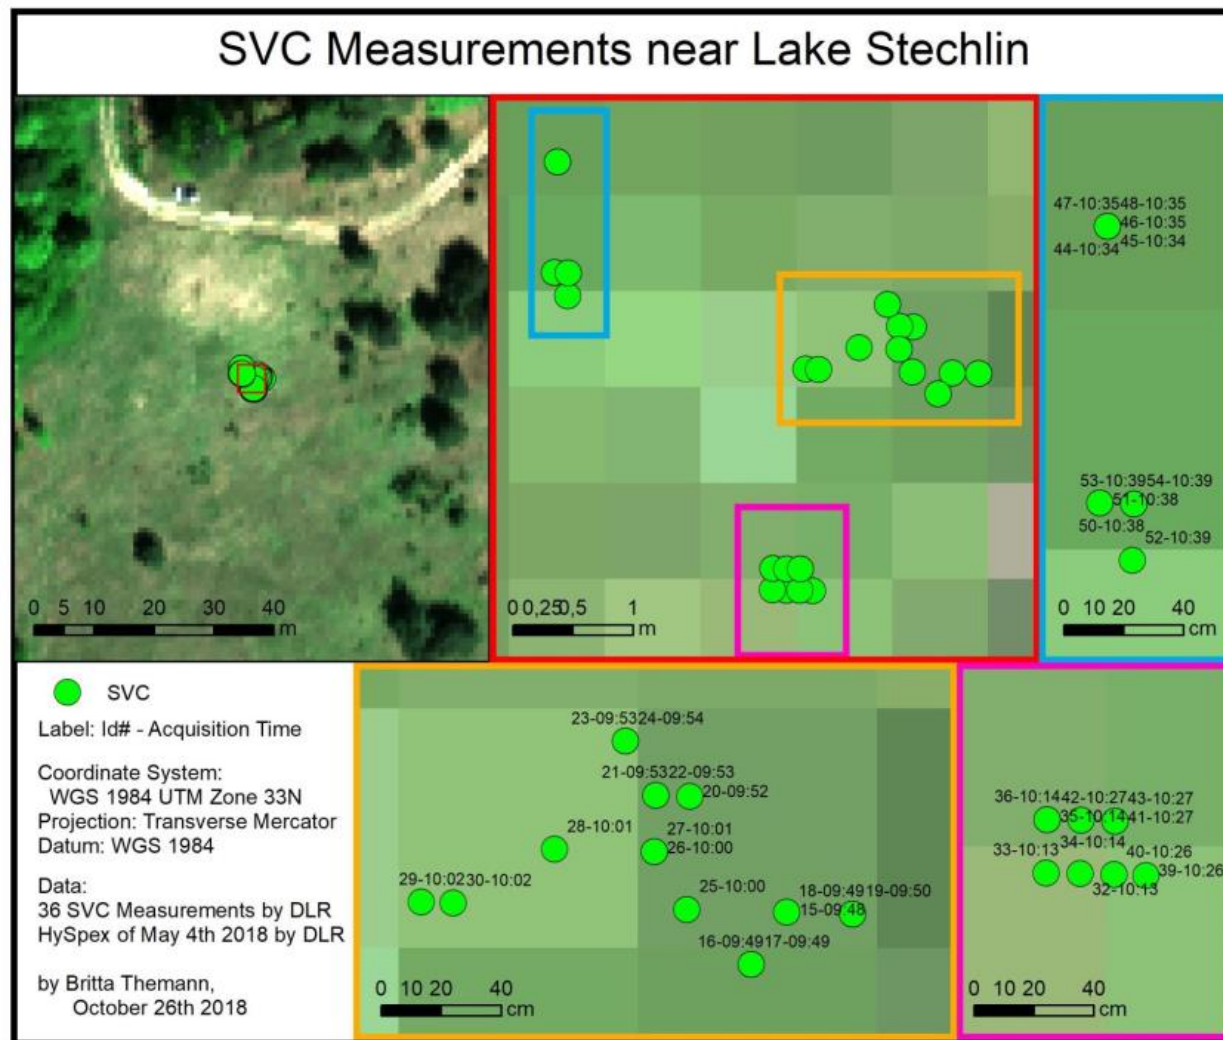 SVC Measurements near Lake Stechlin
0 5 10 20 30 40
m
0 0,25 0,5 1
m
47-10:35 48-10:35
46-10:35
44-10:34 45-10:34
53-10:39 54-10:39
51-10:38
50-10:38
52-10:39
0 10 20 40
cm
SVC
Label: Id# - Acquisition Time
Coordinate System:
WGS 1984 UTM Zone 33N
Projection: Transverse Mercator
Datum: WGS 1984
Data:
36 SVC Measurements by DLR
HySpex of May 4th 2018 by DLR
by Britta Themann,
October 26th 2018
23-09:53 24-09:54
21-09:53 22-09:53
20-09:52
28-10:01 27-10:01
26-10:00
29-10:02 30-10:02
25-10:00 18-09:49 19-09:50
15-09:48
16-09:49 17-09:49
0 10 20 40
cm
36-10:14 42-10:27 43-10:27
35-10:14 41-10:27
34-10:14
33-10:13 40-10:26
39-10:26
32-10:13
0 10 20 40
cm